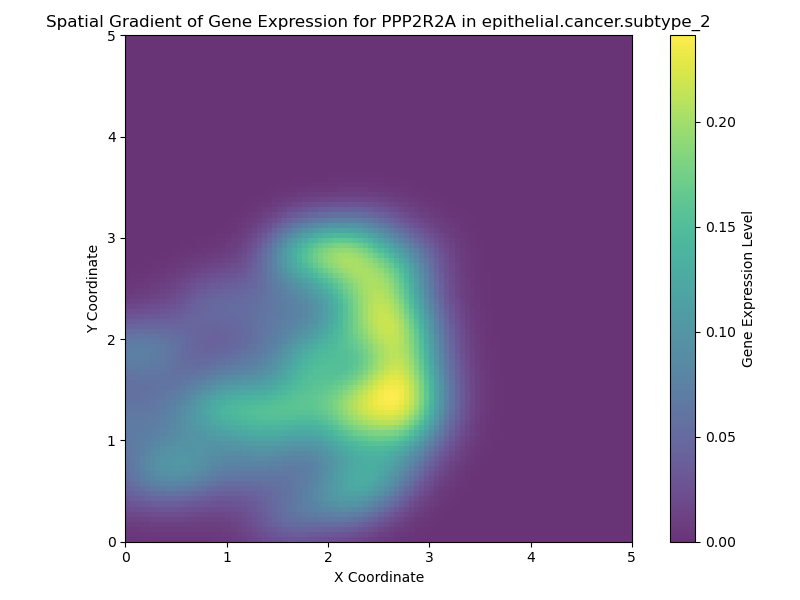 Spatial Gradient of Gene Expression for PPP2R2A in epithelial.cancer.subtype_2
5
4
3
2
1
0
Y Coordinate
0 1 2 3 4 5
X Coordinate
0.20
0.15
0.10
0.05
0.00
Gene Expression Level